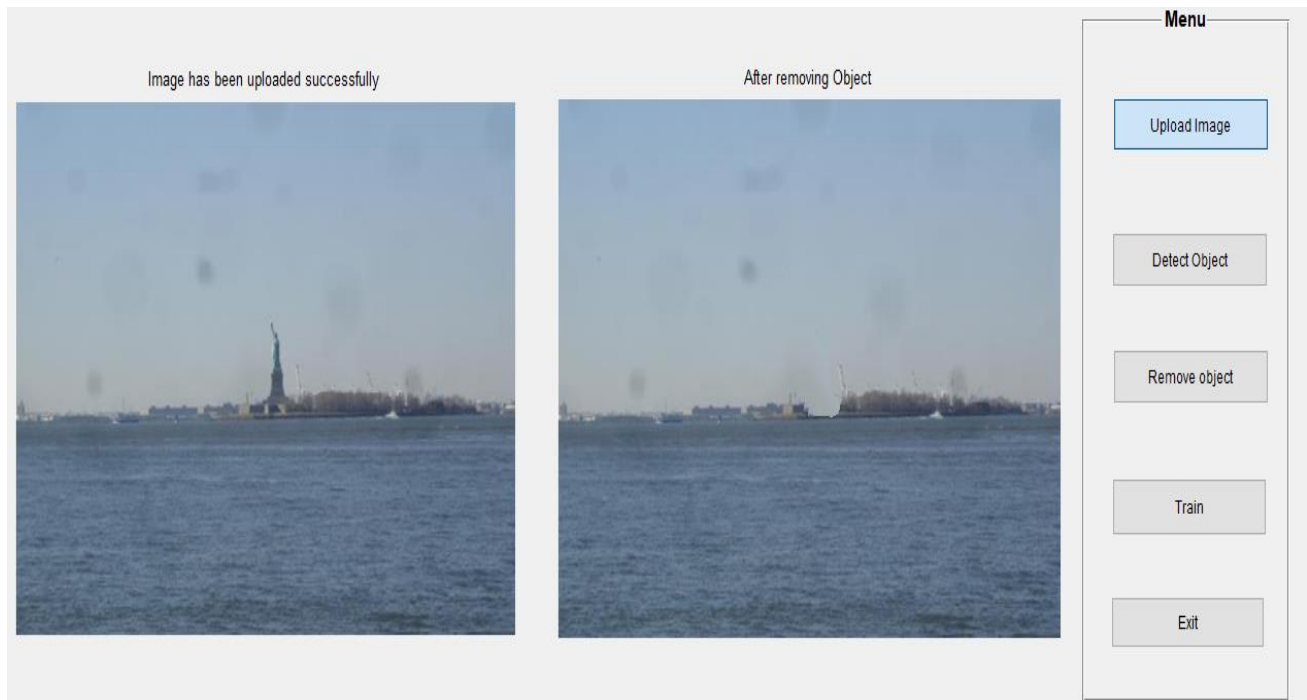 Menu
Image has been uploaded successfully
After removing Object
Upload Image
Detect Object
Remove object
Train
Exit